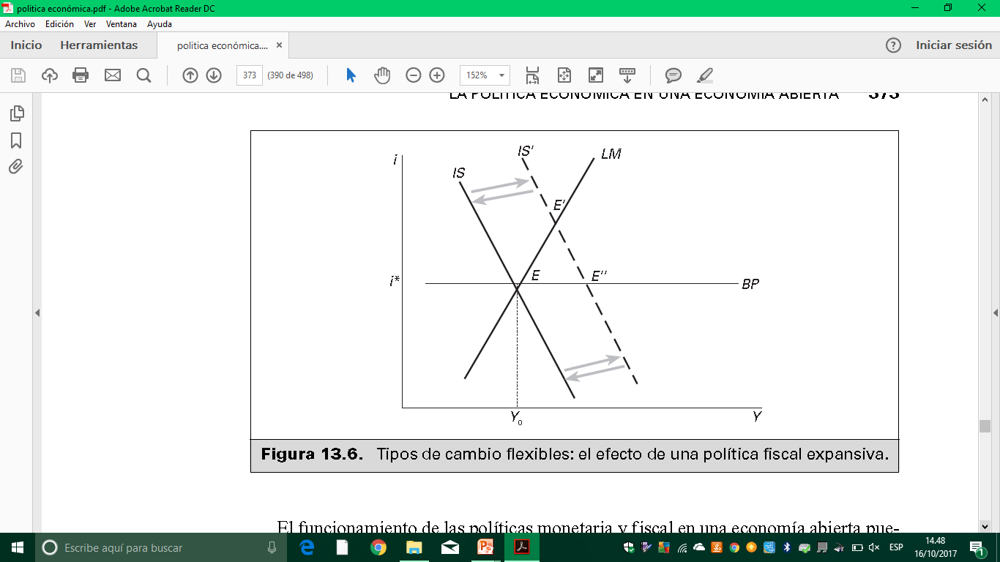 politica económica.pdf - Adobe Acrobat Reader DC
Archivo Edición Ver Ventana Ayuda
Inicio Herramientas politica económica.... × ? Iniciar sesión
373 (390 de 498) 152%
LA POLÍTICA ECONÓMICA EN UNA ECONOMÍA ABIERTA 373
i IS' LM
IS
E'
i* E E'' BP
Y0 Y
Figura 13.6. Tipos de cambio flexibles: el efecto de una política fiscal expansiva.
El funcionamiento de las políticas monetaria y fiscal en una economía abierta pue-
Escribe aquí para buscar ESP 14.48
16/10/2017 1